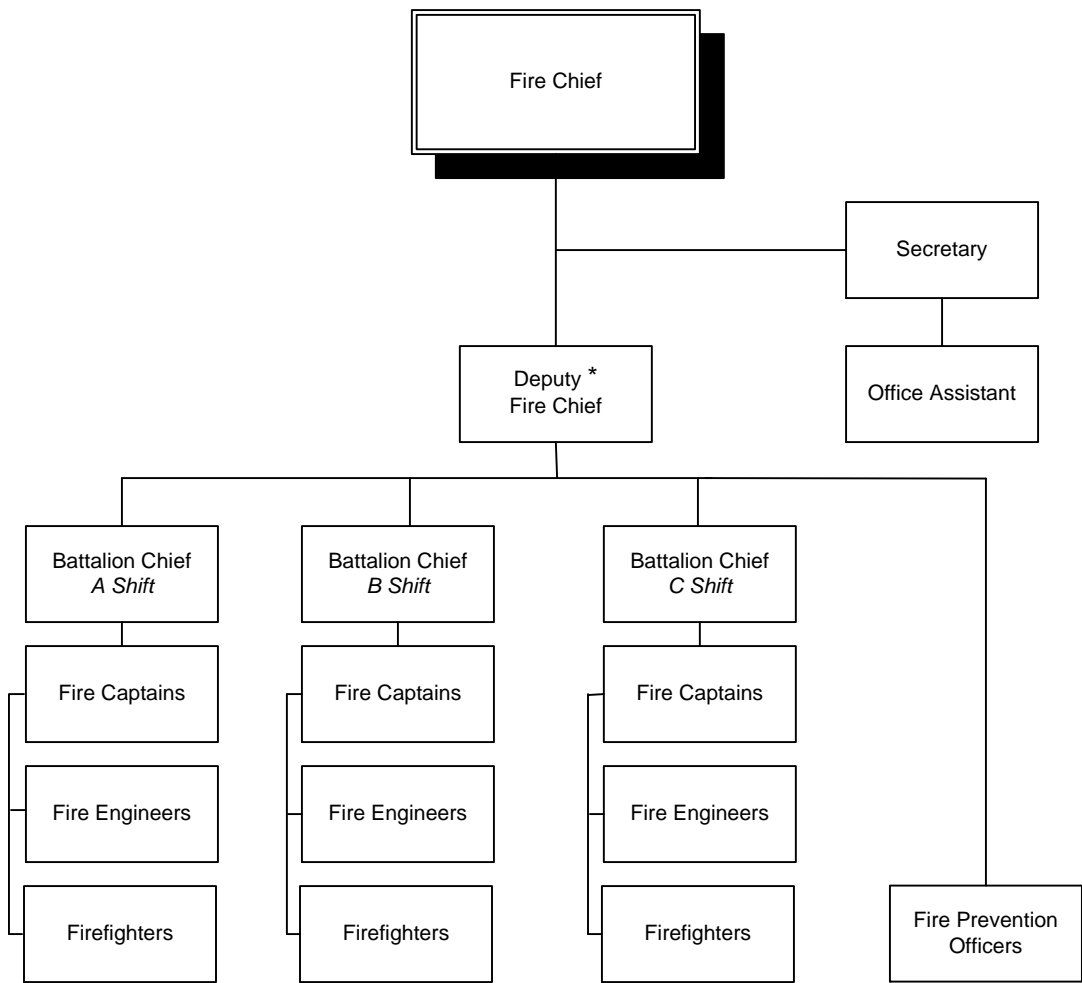 Fire Chief
Secretary
Deputy *
Fire Chief
Office Assistant
Battalion Chief
A Shift
Battalion Chief
B Shift
Battalion Chief
C Shift
Fire Captains
Fire Captains
Fire Captains
Fire Engineers
Fire Engineers
Fire Engineers
Firefighters
Firefighters
Firefighters
Fire Prevention
Officers